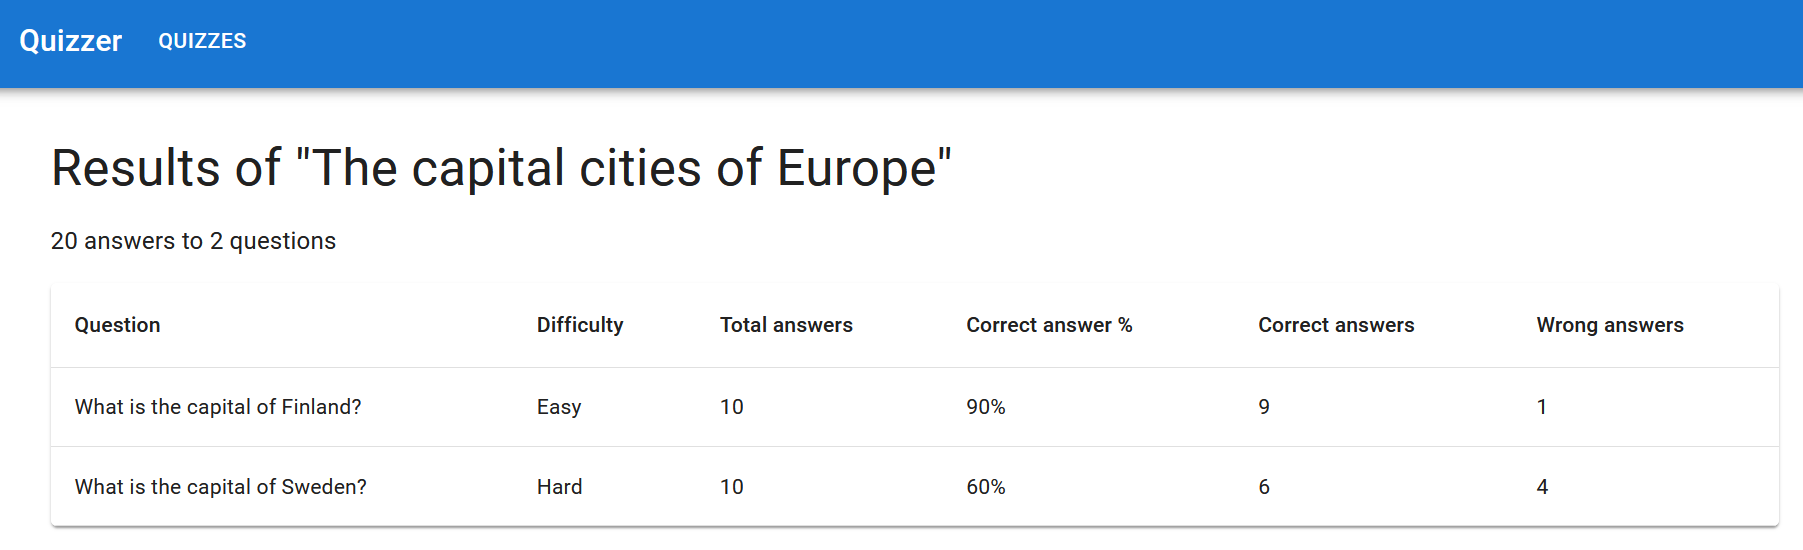 Quizzer QUIZZES
Results of "The capital cities of Europe"
20 answers to 2 questions
Question Difficulty Total answers Correct answer % Correct answers Wrong answers
What is the capital of Finland? Easy 10 90% 9 1
What is the capital of Sweden? Hard 10 60% 6 4